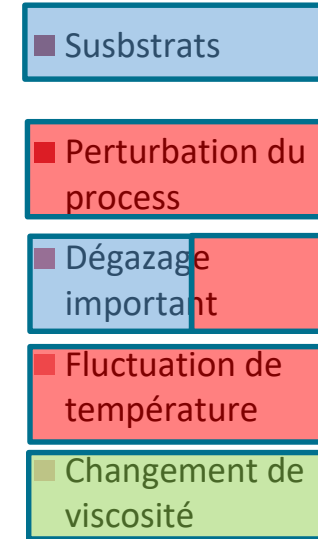 Susbstrats
Perturbation du
process
Dégazage
important
Fluctuation de
température
Changement de
viscosité